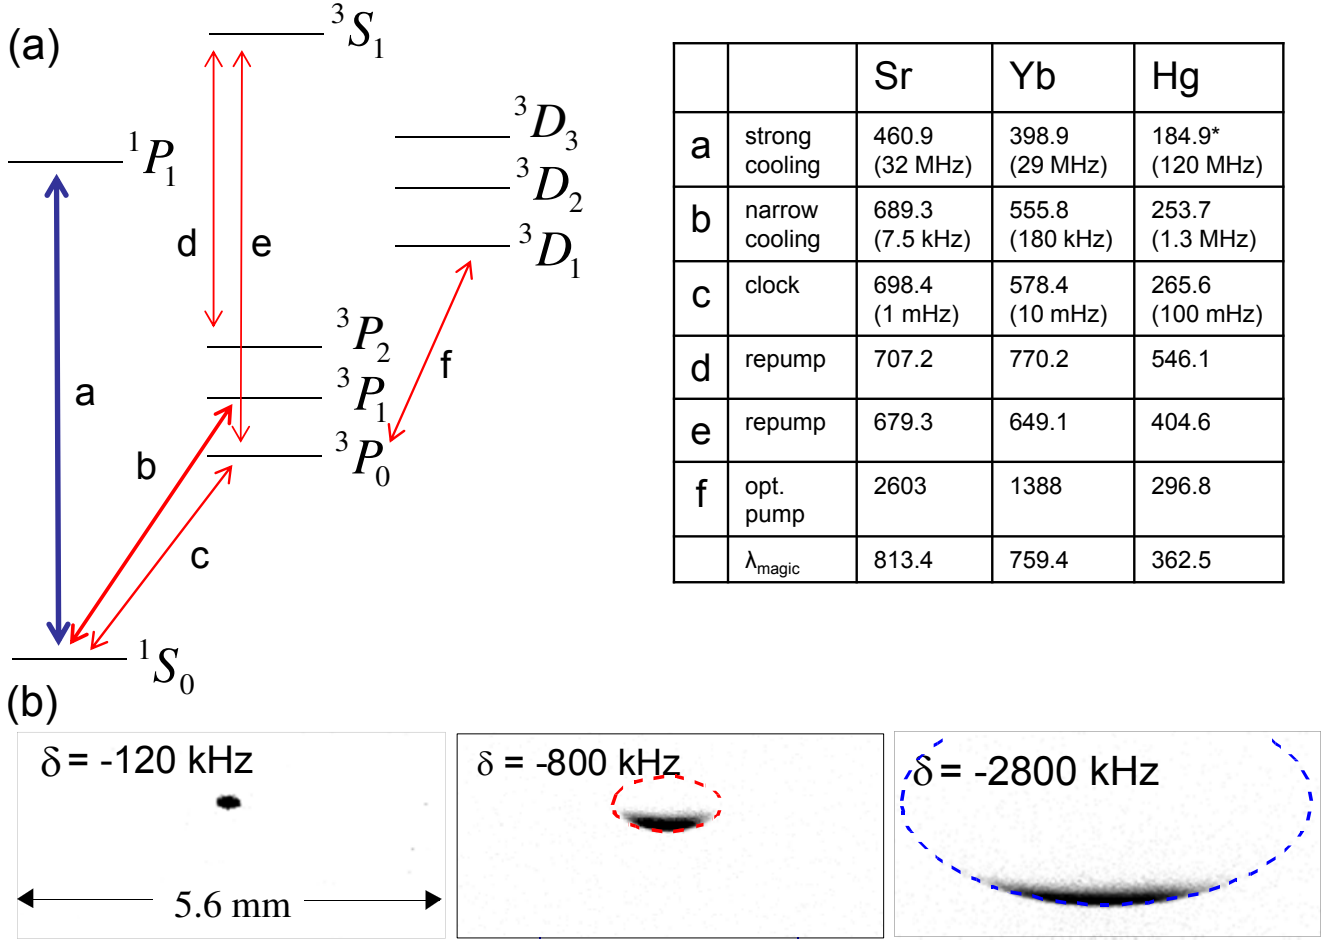 (a)
³S₁
¹P₁
³D₃
³D₂
³D₁
d
e
³P₂
³P₁
³P₀
f
a
b
c
¹S₀
Sr Yb Hg
a strong cooling 460.9 (32 MHz) 398.9 (29 MHz) 184.9* (120 MHz)
b narrow cooling 689.3 (7.5 kHz) 555.8 (180 kHz) 253.7 (1.3 MHz)
c clock 698.4 (1 mHz) 578.4 (10 mHz) 265.6 (100 mHz)
d repump 707.2 770.2 546.1
e repump 679.3 649.1 404.6
f opt. pump 2603 1388 296.8
λmagic 813.4 759.4 362.5
(b)
δ = -120 kHz
5.6 mm
δ = -800 kHz
δ = -2800 kHz